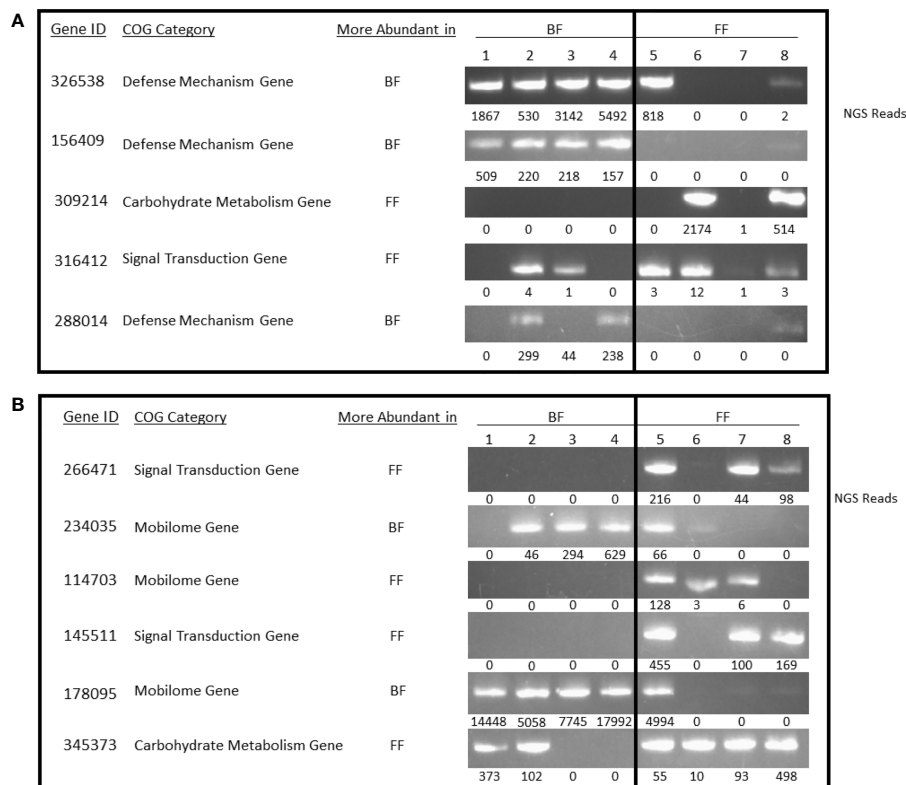 A
Gene ID COG Category More Abundant in BF FF
1 2 3 4 5 6 7 8
326538 Defense Mechanism Gene BF
1867 530 3142 5492 818 0 0 2
NGS Reads
156409 Defense Mechanism Gene BF
509 220 218 157 0 0 0 0
309214 Carbohydrate Metabolism Gene FF
0 0 0 0 0 2174 1 514
316412 Signal Transduction Gene FF
0 4 1 0 3 12 1 3
288014 Defense Mechanism Gene BF
0 299 44 238 0 0 0 0
B
Gene ID COG Category More Abundant in BF FF
1 2 3 4 5 6 7 8
266471 Signal Transduction Gene FF
0 0 0 0 216 0 44 98
NGS Reads
234035 Mobilome Gene BF
0 46 294 629 66 0 0 0
114703 Mobilome Gene FF
0 0 0 0 128 3 6 0
145511 Signal Transduction Gene FF
0 0 0 0 455 0 100 169
178095 Mobilome Gene BF
14448 5058 7745 17992 4994 0 0 0
345373 Carbohydrate Metabolism Gene FF
373 102 0 0 55 10 93 498